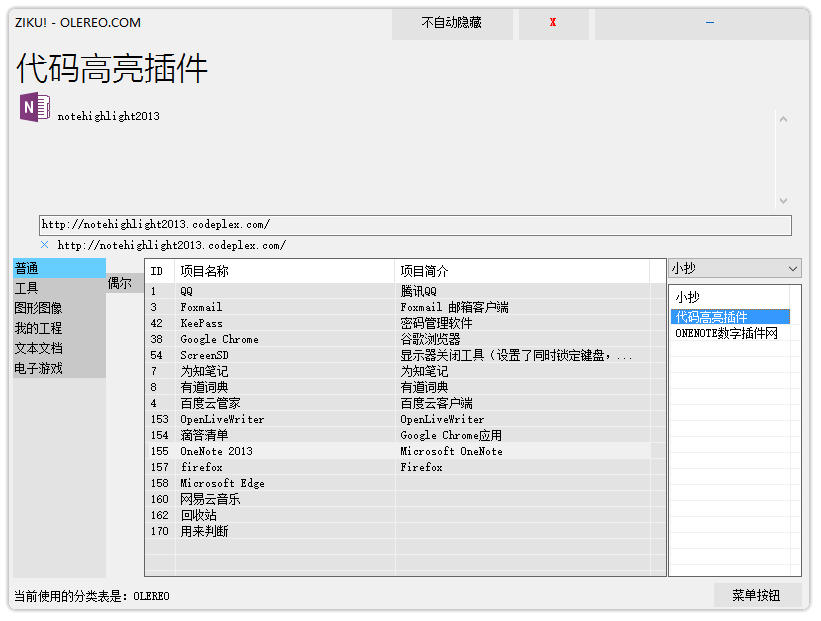 ZIKU! - OLEREO.COM 不自动隐藏 X
代码高亮插件
N notehighlight2013
http://notehighlight2013.codeplex.com/
× http://notehighlight2013.codeplex.com/
普通
工具
图形图像
我的工程
文本文档
电子游戏
偶尔
ID 项目名称 项目简介
1 QQ 腾讯QQ
3 Foxmail Foxmail 邮箱客户端
42 KeePass 密码管理软件
38 Google Chrome 谷歌浏览器
54 ScreenSD 显示器关闭工具（设置了同时锁定键盘，...
7 为知笔记 为知笔记
8 有道词典 有道词典
4 百度云管家 百度云客户端
153 OpenLiveWriter OpenLiveWriter
154 滴答清单 Google Chrome应用
155 OneNote 2013 Microsoft OneNote
157 firefox Firefox
158 Microsoft Edge
160 网易云音乐
162 回收站
170 用来判断
小抄
小抄
代码高亮插件
ONENOTE数字插件网
当前使用的分类表是: OLEREO 菜单按钮